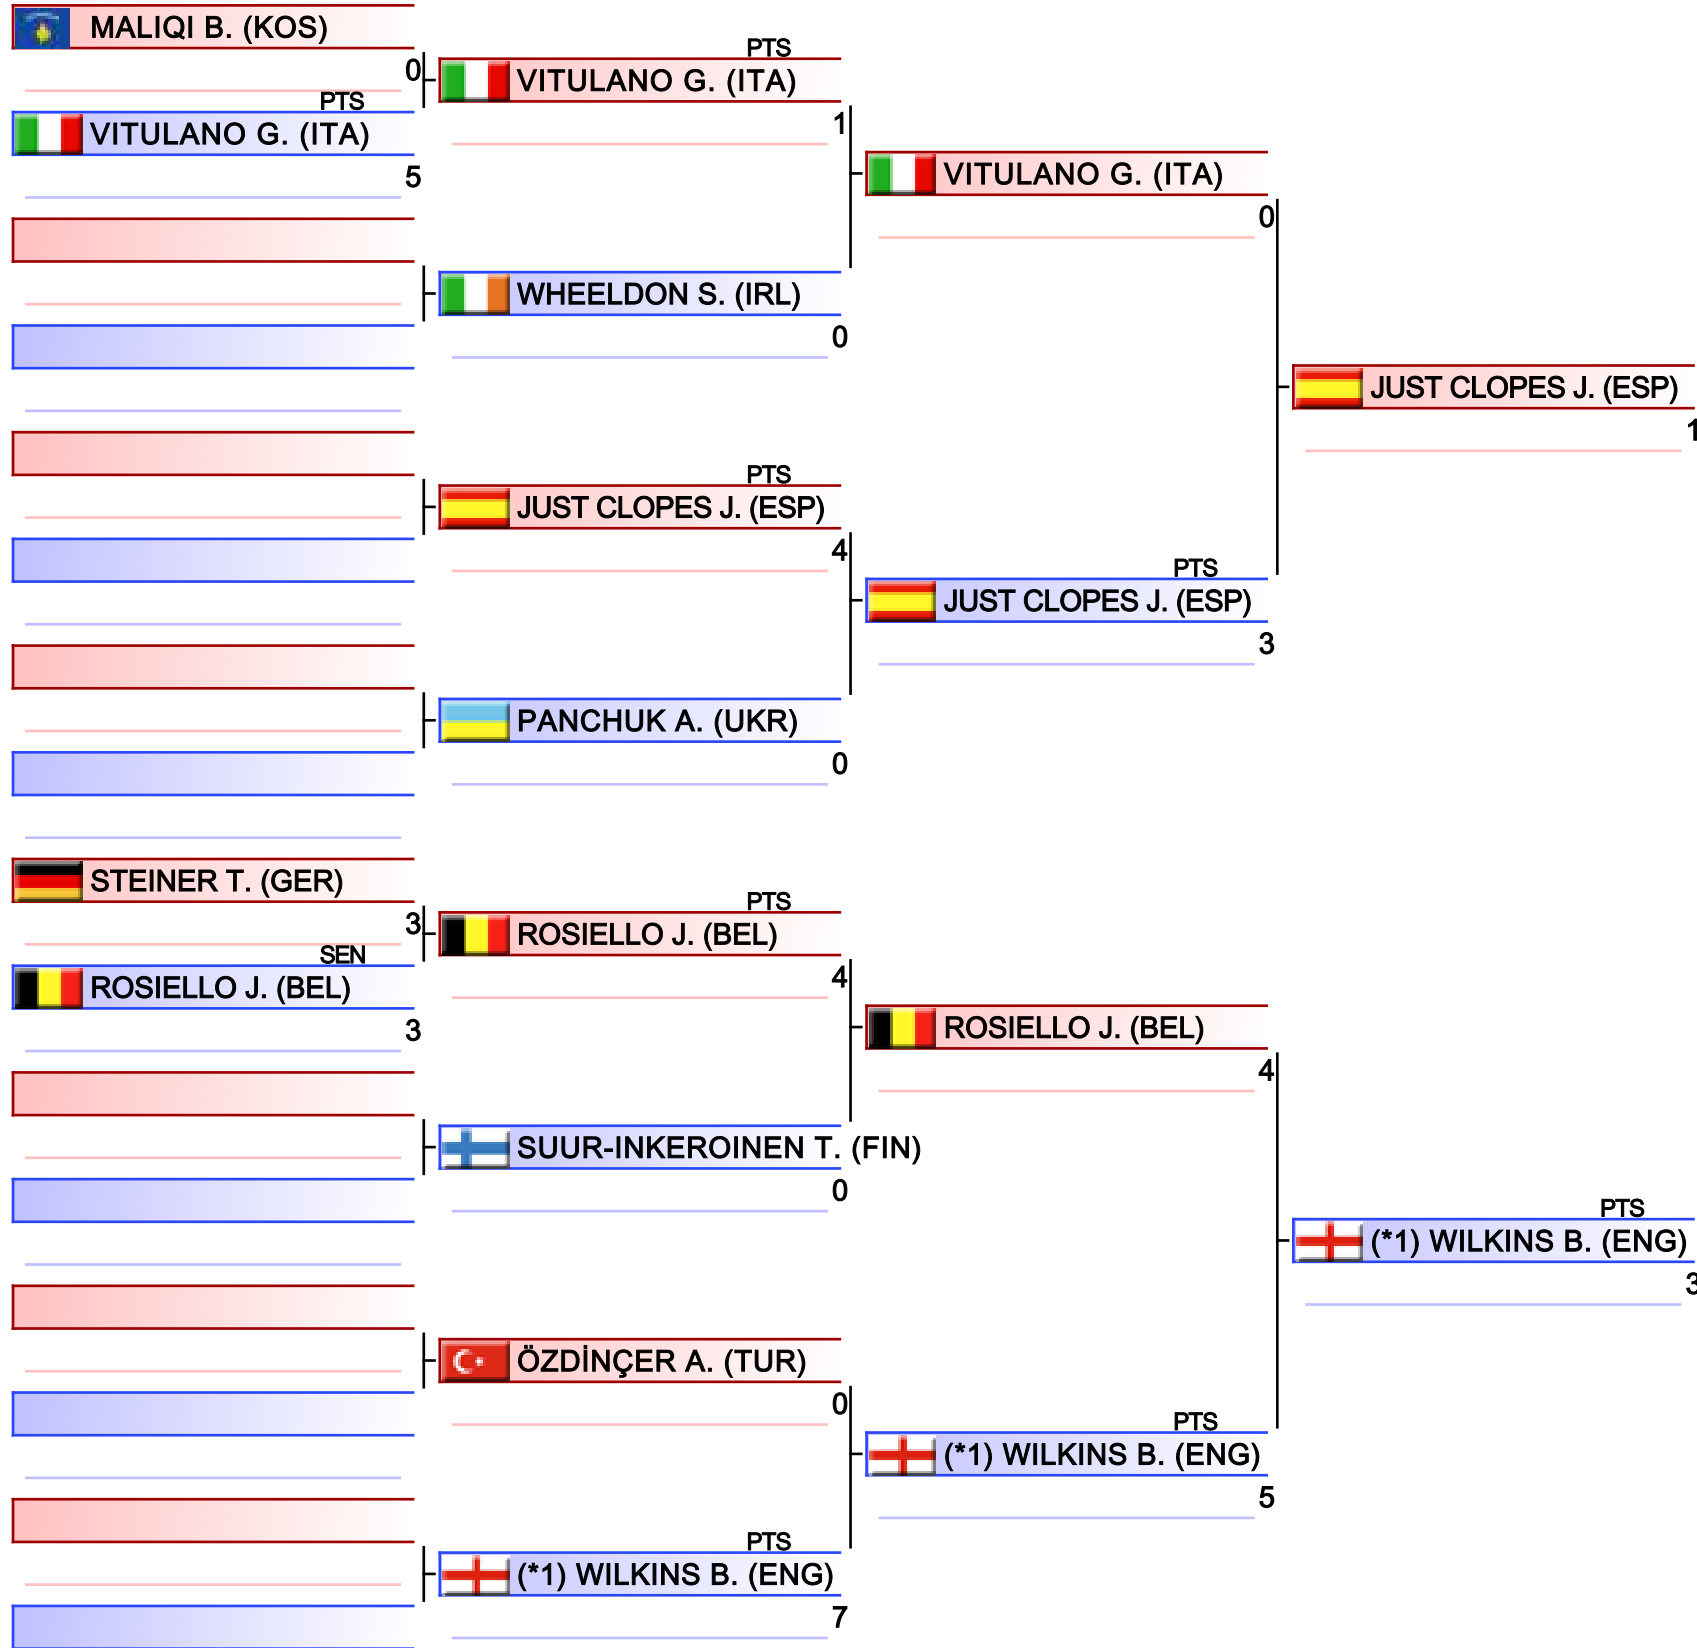 MALIQI B. (KOS)
0
PTS
VITULANO G. (ITA)
5
PTS
VITULANO G. (ITA)
1
WHEELDON S. (IRL)
0
VITULANO G. (ITA)
0
PTS
JUST CLOPES J. (ESP)
4
PANCHUK A. (UKR)
0
PTS
JUST CLOPES J. (ESP)
3
JUST CLOPES J. (ESP)
1
STEINER T. (GER)
3
SEN
ROSIELLO J. (BEL)
3
PTS
ROSIELLO J. (BEL)
4
SUUR-INKEROINEN T. (FIN)
0
ROSIELLO J. (BEL)
4
ÖZDİNÇER A. (TUR)
0
PTS
(*1) WILKINS B. (ENG)
7
PTS
(*1) WILKINS B. (ENG)
5
PTS
(*1) WILKINS B. (ENG)
3